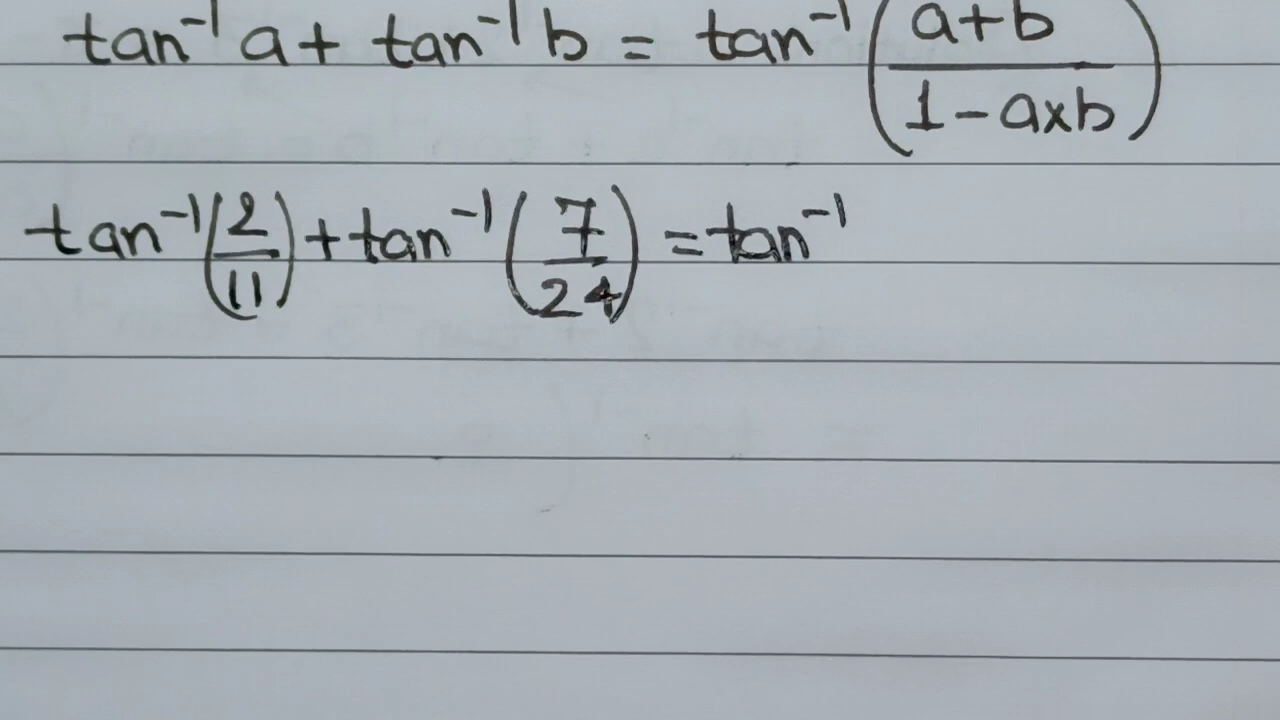 tan⁻¹ a + tan⁻¹ b = tan⁻¹ (a+b / 1-a×b)
tan⁻¹ (2/11) + tan⁻¹ (7/24) = tan⁻¹